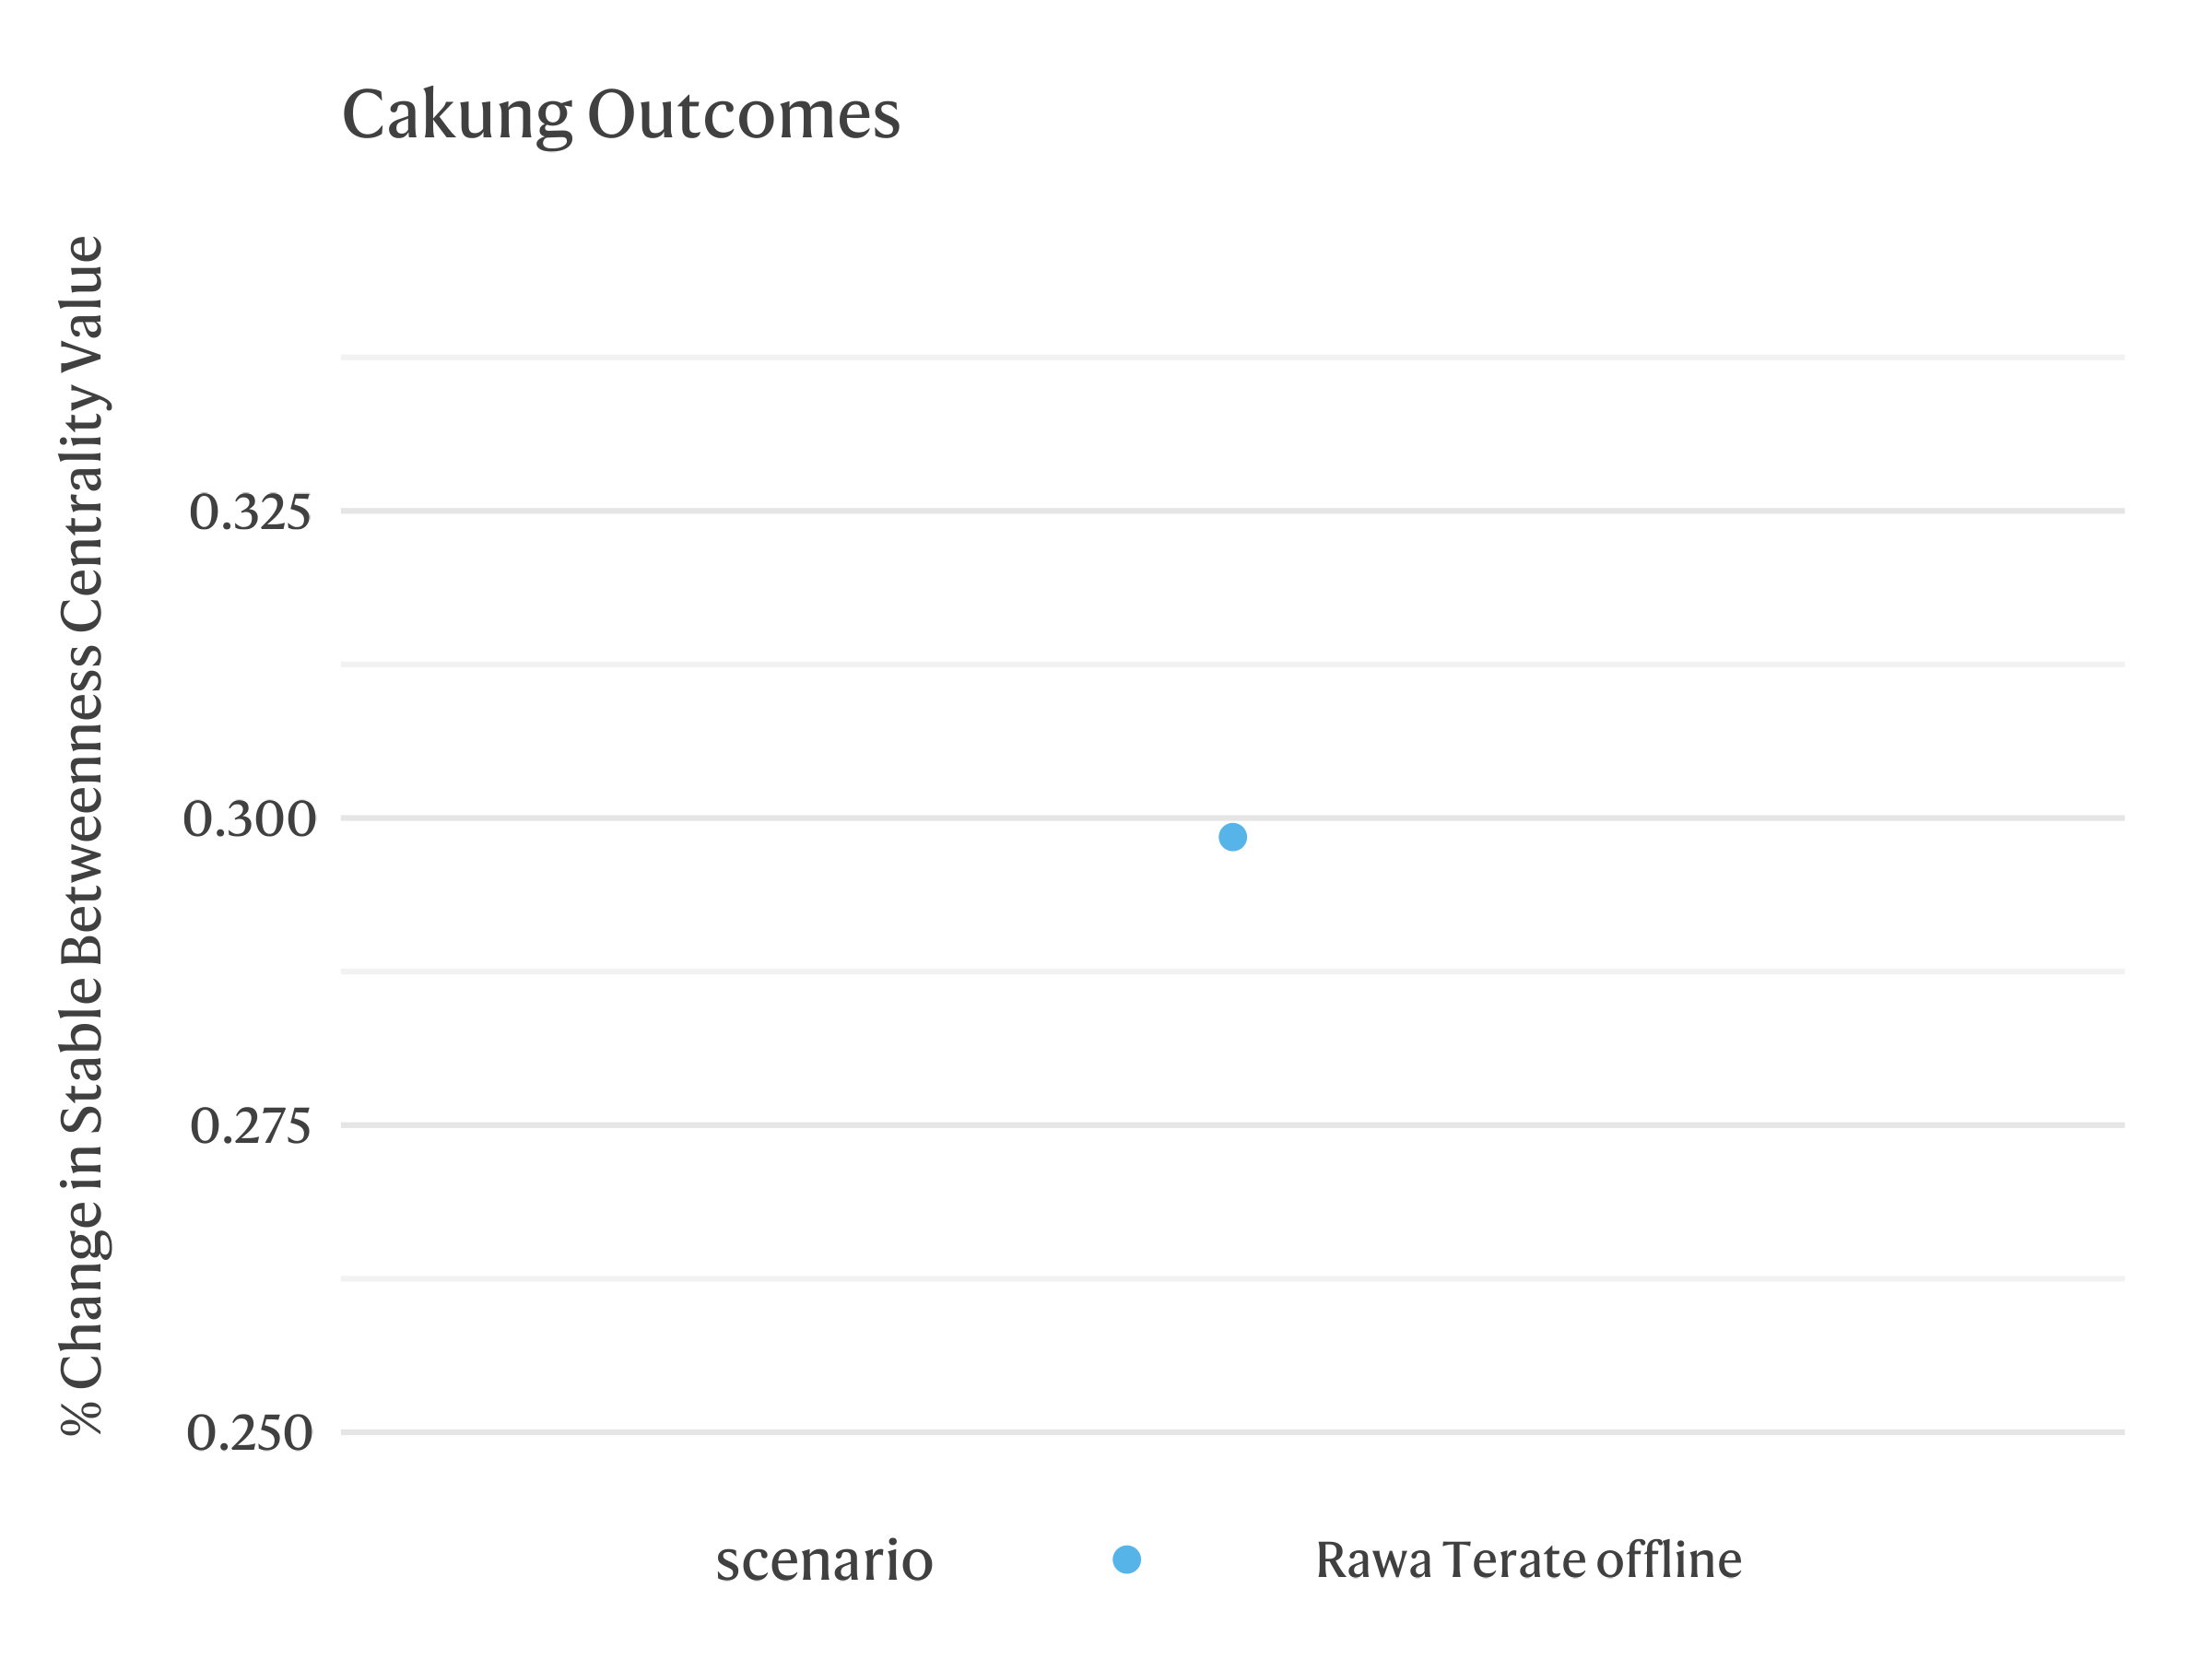 Cakung Outcomes
% Change in Stable Betweenness Centrality Value
0.325
0.300
0.275
0.250
scenario
Rawa Terate offline